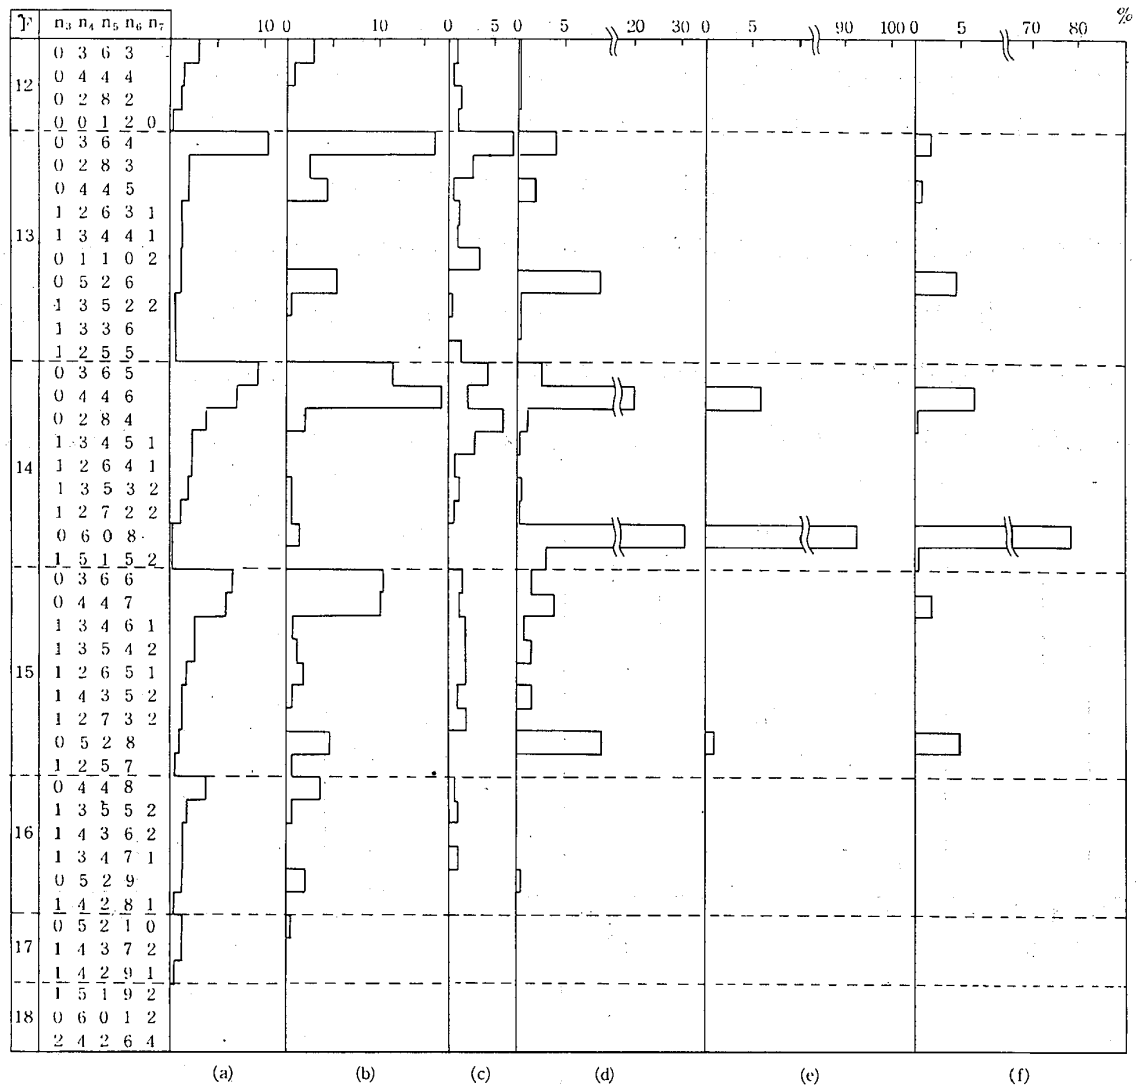 %
F n₃ n₄ n₅ n₆ n₇ 10 0 10 0 5 0 5 20 30 0 5 90 100 0 5 70 80
0 3 6 3
0 4 4 4
12
0 2 8 2
0 0 1 2 0
0 3 6 4
0 2 8 3
0 4 4 5
1 2 6 3 1
13
1 3 4 4 1
0 1 1 0 2
0 5 2 6
1 3 5 2 2
1 3 3 6
1 2 5 5
0 3 6 5
0 4 4 6
0 2 8 4
1 3 4 5 1
14
1 2 6 4 1
1 3 5 3 2
1 2 7 2 2
0 6 0 8
1 5 1 5 2
0 3 6 6
0 4 4 7
1 3 4 6 1
1 3 5 4 2
15
1 2 6 5 1
1 4 3 5 2
1 2 7 3 2
0 5 2 8
1 2 5 7
0 4 4 8
1 3 5 5 2
16
1 4 3 6 2
1 3 4 7 1
0 5 2 9
1 4 2 8 1
0 5 2 1 0
17
1 4 3 7 2
1 4 2 9 1
1 5 1 9 2
18
0 6 0 1 2
2 4 2 6 4
(a) (b) (c) (d) (e) (f)